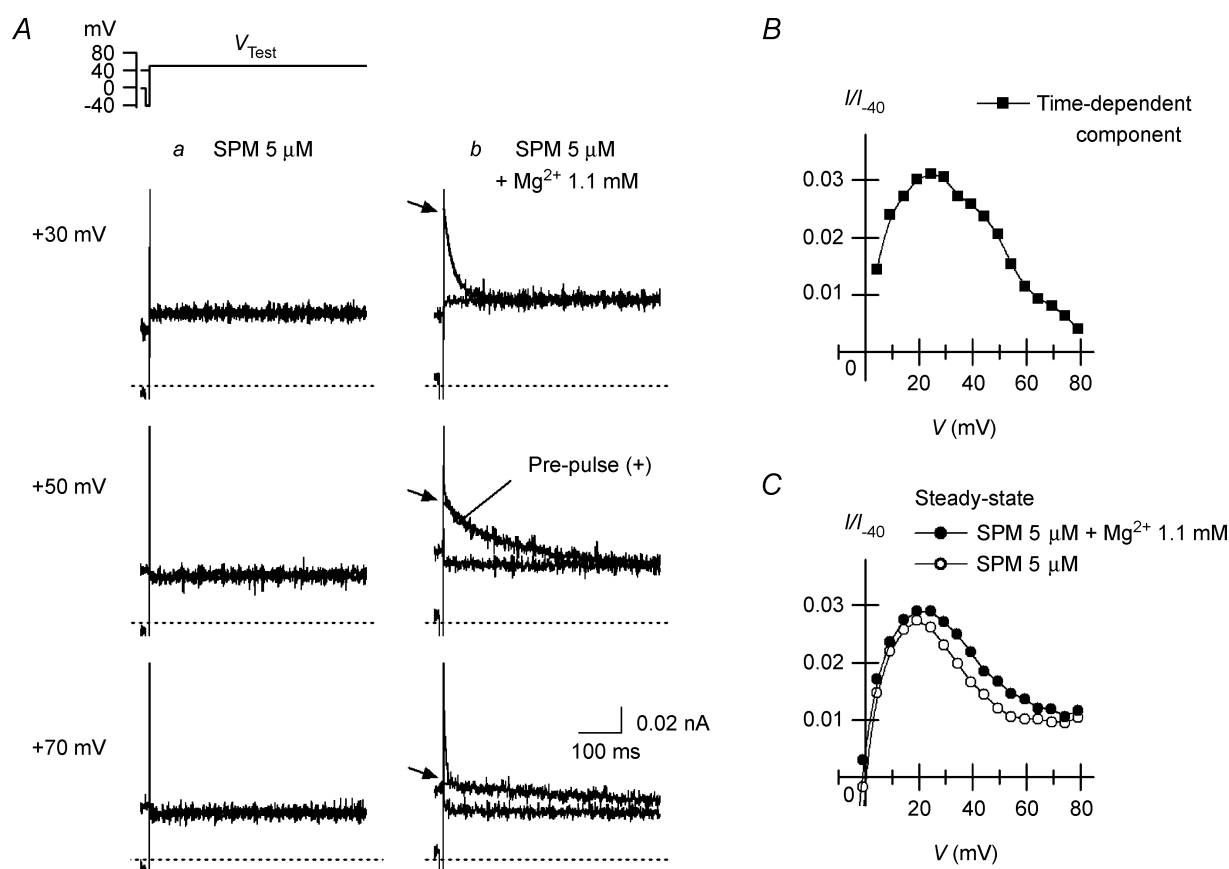 A
mV
V Test
80
40
0
-40
a SPM 5 µM
b SPM 5 µM
+ Mg²⁺ 1.1 mM
+30 mV
+50 mV
Pre-pulse (+)
+70 mV
0.02 nA
100 ms
B
I/I-40
Time-dependent
component
0.03
0.02
0.01
0
20 40 60 80
V (mV)
C
Steady-state
I/I-40
SPM 5 µM + Mg²⁺ 1.1 mM
SPM 5 µM
0.03
0.02
0.01
0
20 40 60 80
V (mV)